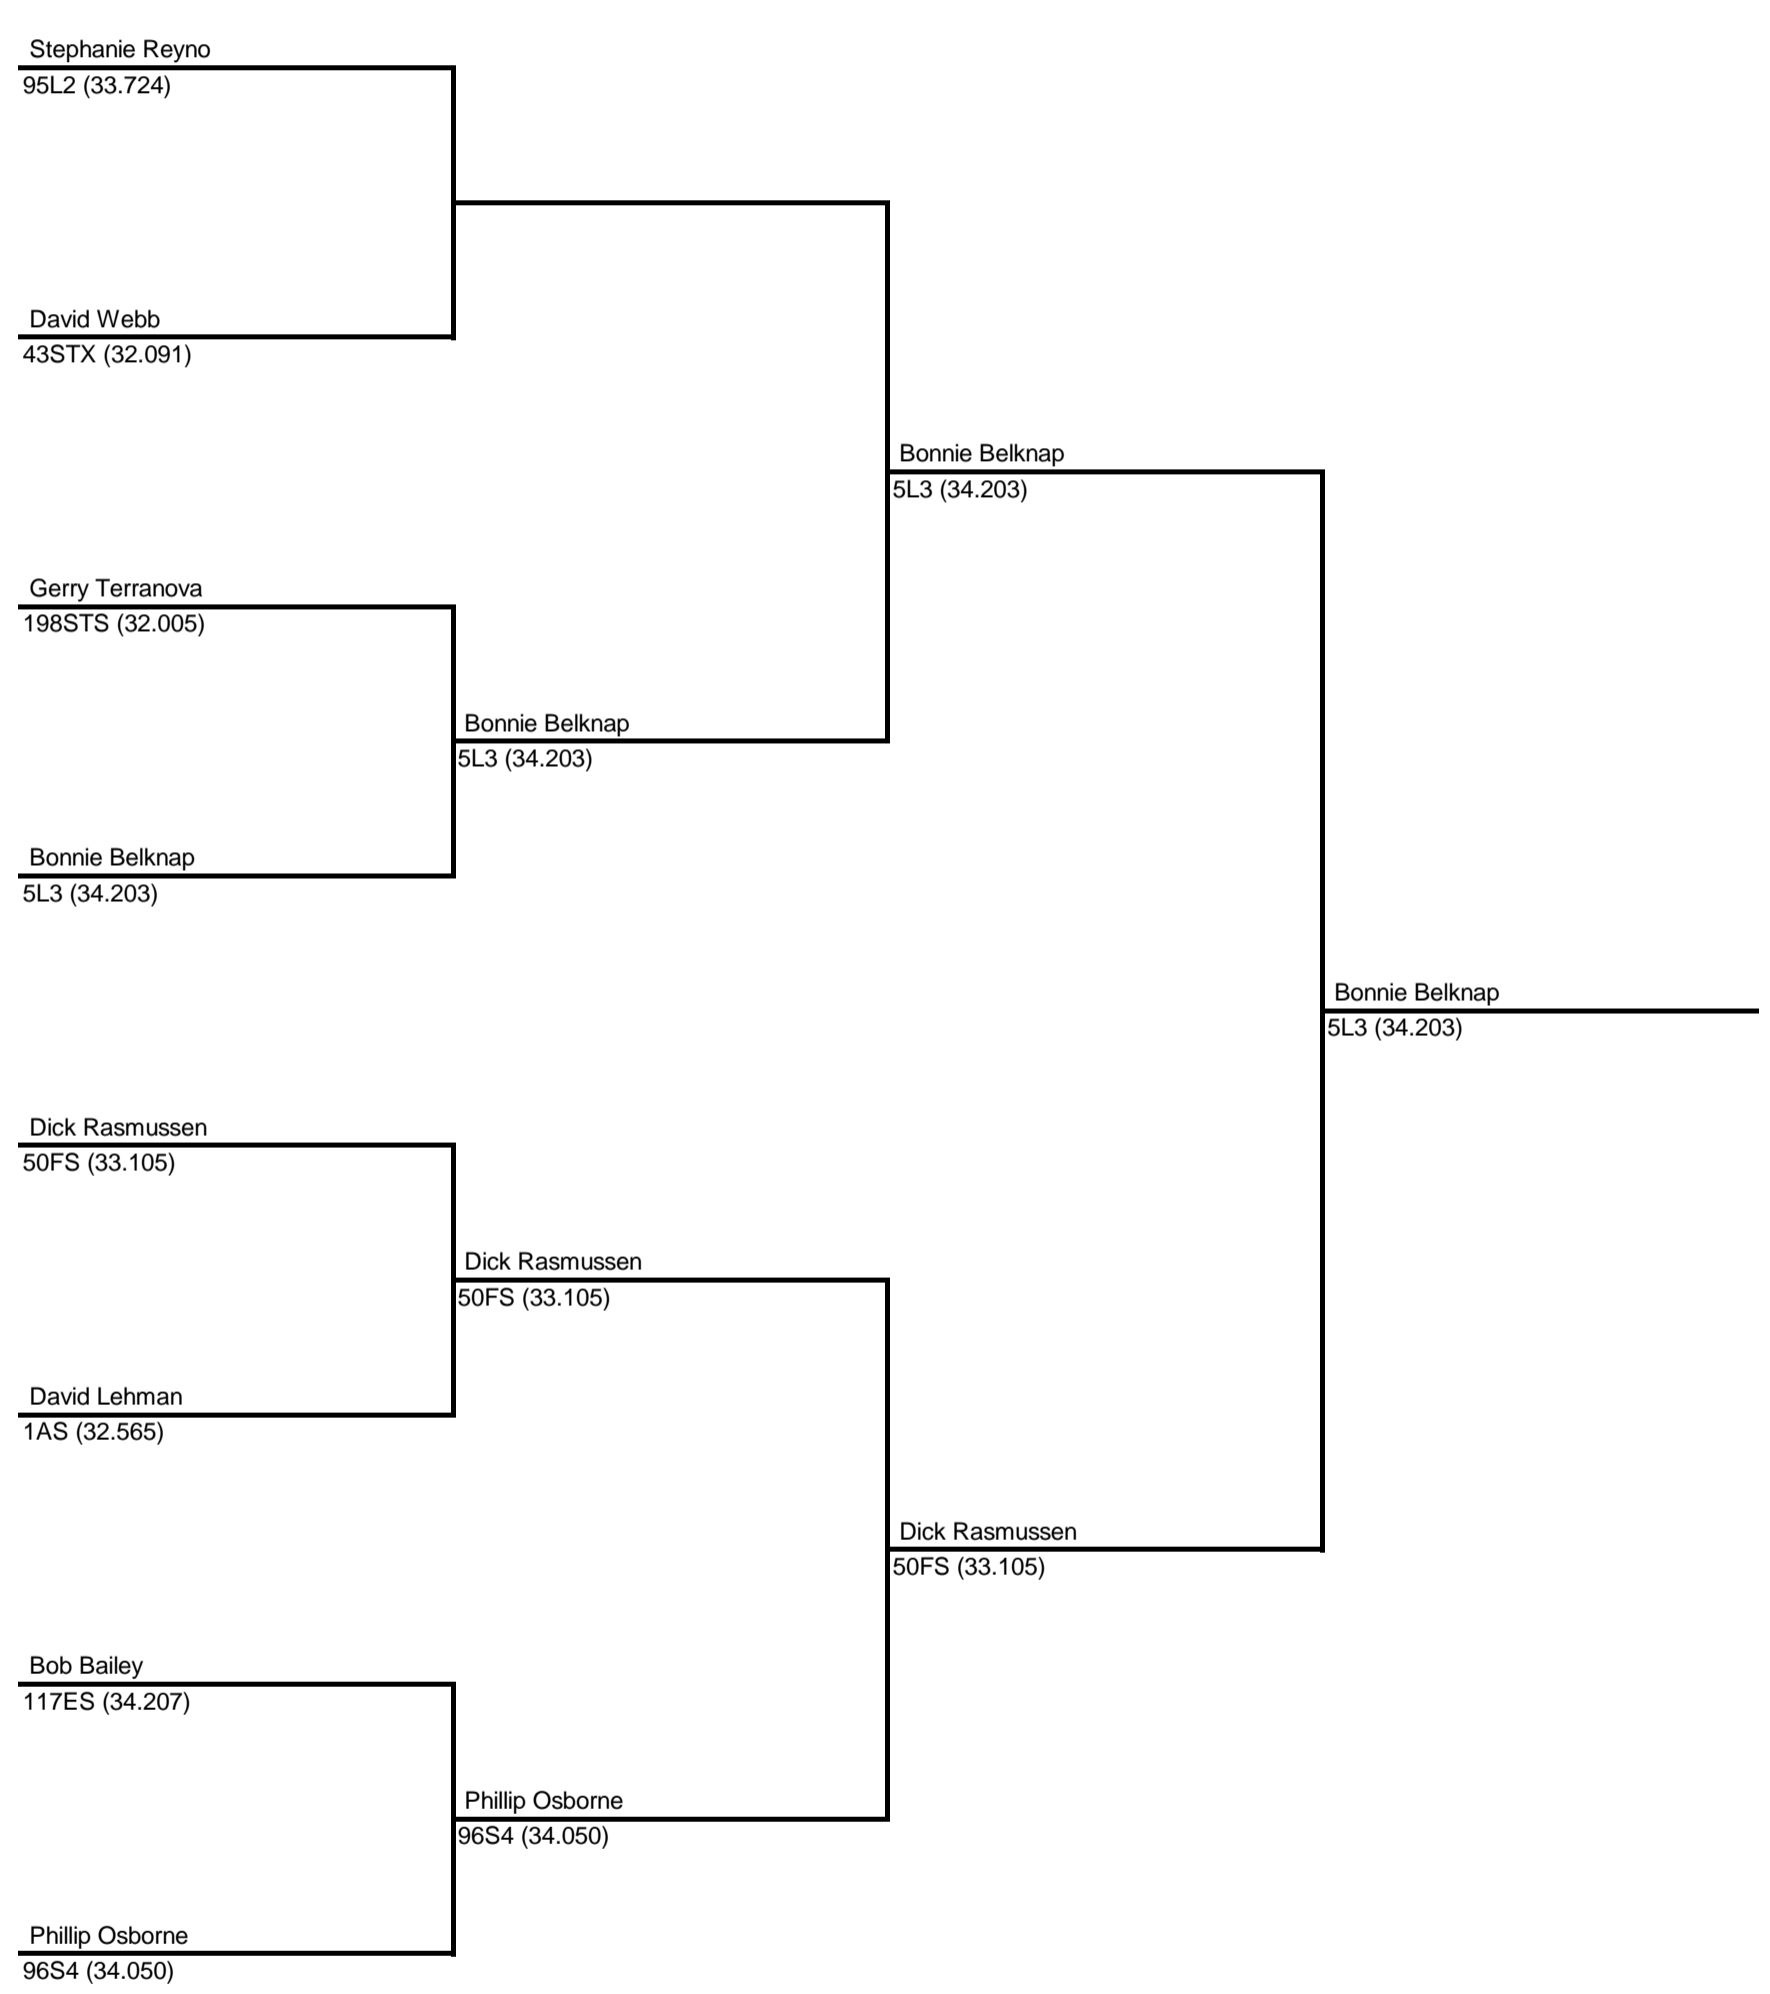 Stephanie Reyno
95L2 (33.724)
David Webb
43STX (32.091)
Bonnie Belknap
5L3 (34.203)
Gerry Terranova
198STS (32.005)
Bonnie Belknap
5L3 (34.203)
Bonnie Belknap
5L3 (34.203)
Bonnie Belknap
5L3 (34.203)
Dick Rasmussen
50FS (33.105)
Dick Rasmussen
50FS (33.105)
David Lehman
1AS (32.565)
Dick Rasmussen
50FS (33.105)
Bob Bailey
117ES (34.207)
Phillip Osborne
96S4 (34.050)
Phillip Osborne
96S4 (34.050)